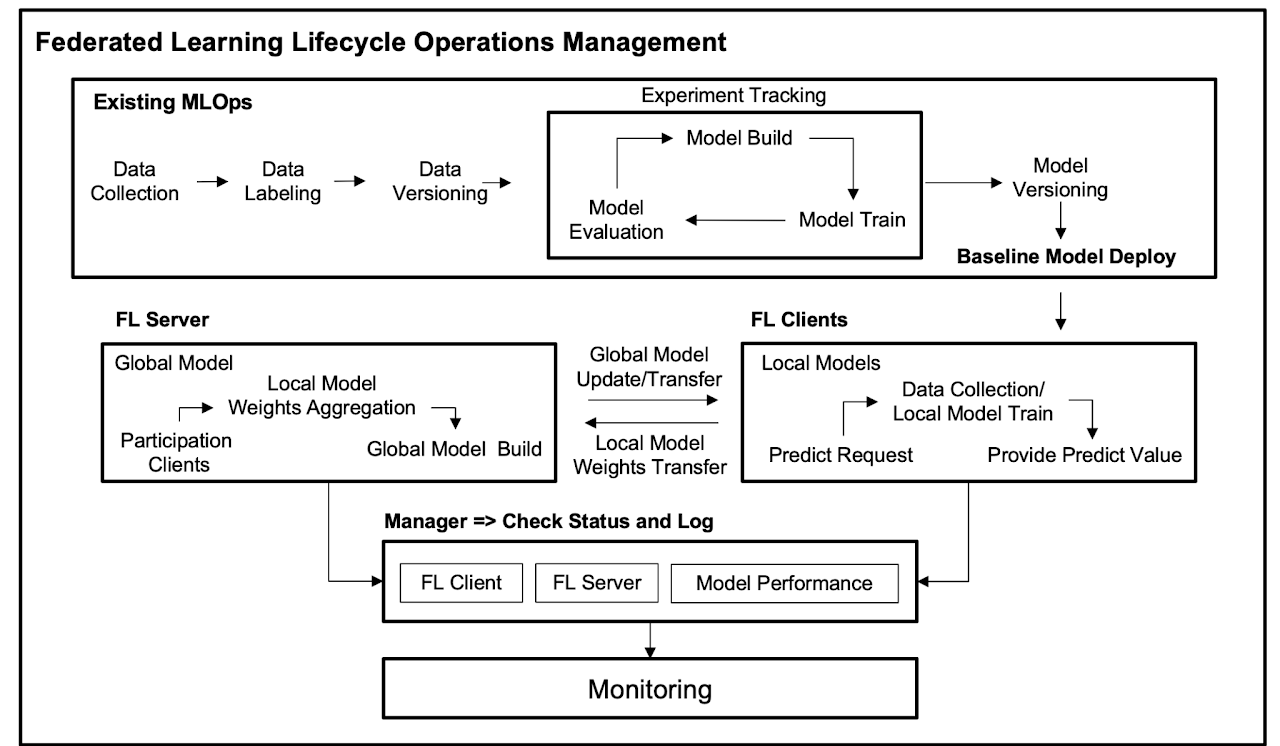 Federated Learning Lifecycle Operations Management
Existing MLOps
Experiment Tracking
Data
Collection
Data
Labeling
Data
Versioning
Model Build
Model Train
Model
Evaluation
Model
Versioning
Baseline Model Deploy
FL Server
Global Model
Local Model
Weights Aggregation
Participation
Clients
Global Model Build
Global Model
Update/Transfer
Local Model
Weights Transfer
FL Clients
Local Models
Data Collection/
Local Model Train
Predict Request
Provide Predict Value
Manager => Check Status and Log
FL Client
FL Server
Model Performance
Monitoring